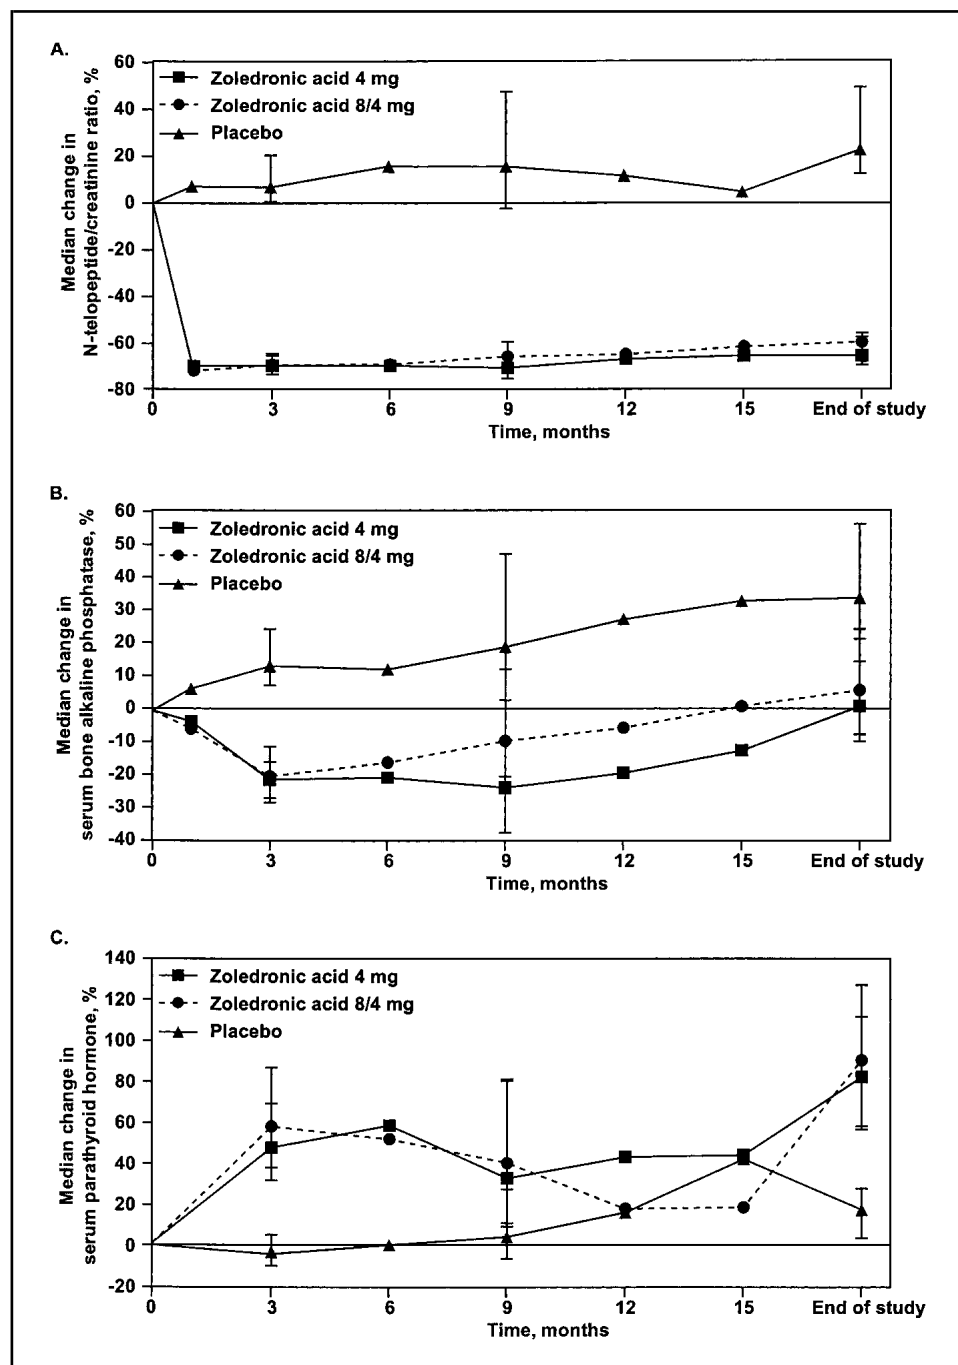 A.
60
40
20
0
-20
-40
-60
-80
Median change in
N-telopeptide/creatinine ratio, %
Zoledronic acid 4 mg
Zoledronic acid 8/4 mg
Placebo
0 3 6 9 12 15 End of study
Time, months
B.
60
50
40
30
20
10
0
-10
-20
-30
-40
Median change in
serum bone alkaline phosphatase, %
Zoledronic acid 4 mg
Zoledronic acid 8/4 mg
Placebo
0 3 6 9 12 15 End of study
Time, months
C.
140
120
100
80
60
40
20
0
-20
Median change in
serum parathyroid hormone, %
Zoledronic acid 4 mg
Zoledronic acid 8/4 mg
Placebo
0 3 6 9 12 15 End of study
Time, months